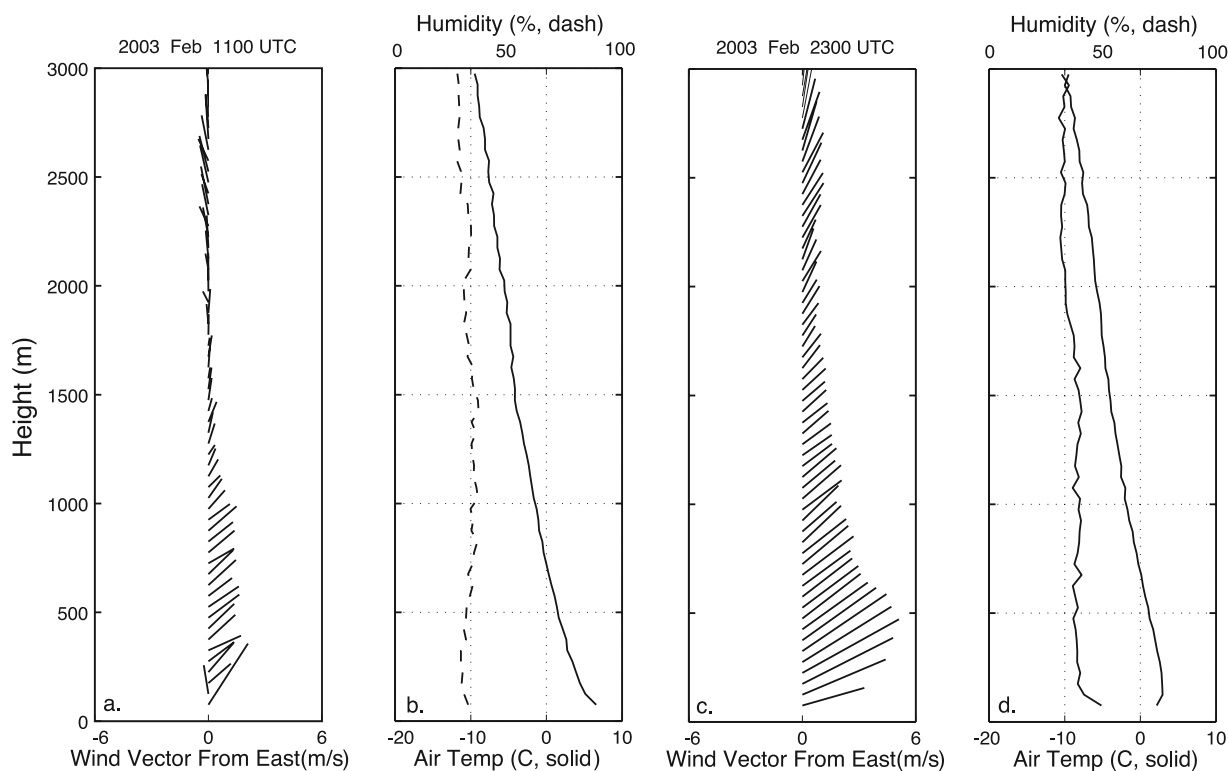 Humidity (%, dash)
Humidity (%, dash)
2003 Feb 1100 UTC
0
50
100
2003 Feb 2300 UTC
0
50
100
3000
2500
2000
1500
1000
500
0
Height (m)
a.
b.
c.
d.
-6
0
6
-20
-10
0
10
-6
0
6
-20
-10
0
10
Wind Vector From East(m/s)
Air Temp (C, solid)
Wind Vector From East(m/s)
Air Temp (C, solid)